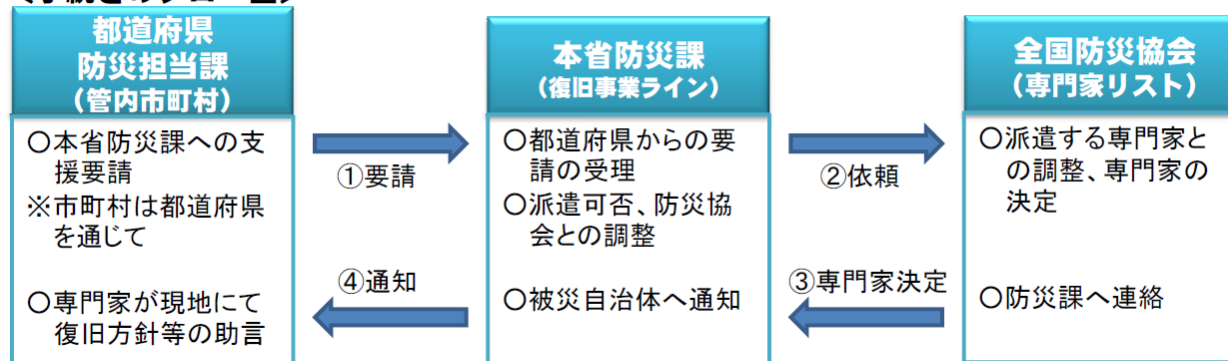 都道府県
防災担当課
(管内市町村)
〇本省防災課への支
援要請
※市町村は都道府県
を通じて
〇専門家が現地にて
復旧方針等の助言
①要請
④通知
本省防災課
(復旧事業ライン)
〇都道府県からの要
請の受理
〇派遣可否、防災協
会との調整
〇被災自治体へ通知
②依頼
③専門家決定
全国防災協会
(専門家リスト)
〇派遣する専門家と
の調整、専門家の
決定
〇防災課へ連絡